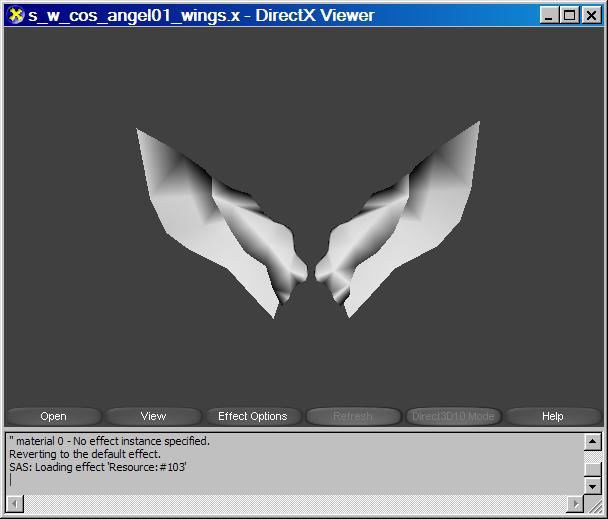 s_w_cos_angel01_wings.x - DirectX Viewer
Open View Effect Options Refresh Direct3D10 Mode Help
" material 0 - No effect instance specified.
Reverting to the default effect.
SAS: Loading effect 'Resource:#103'